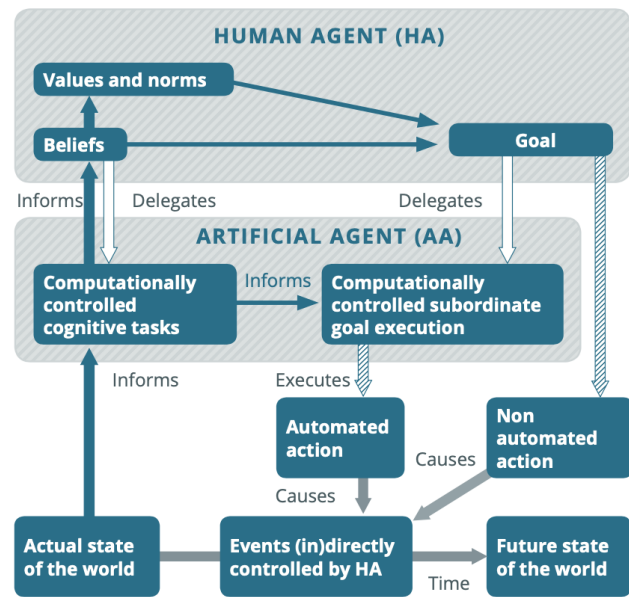 HUMAN AGENT (HA)
Values and norms
Beliefs
Goal
Informs
Delegates
Delegates
ARTIFICIAL AGENT (AA)
Computationally
controlled
cognitive tasks
Informs
Computationally
controlled subordinate
goal execution
Informs
Executes
Automated
action
Non
automated
action
Causes
Causes
Actual state
of the world
Events (in)directly
controlled by HA
Time
Future state
of the world